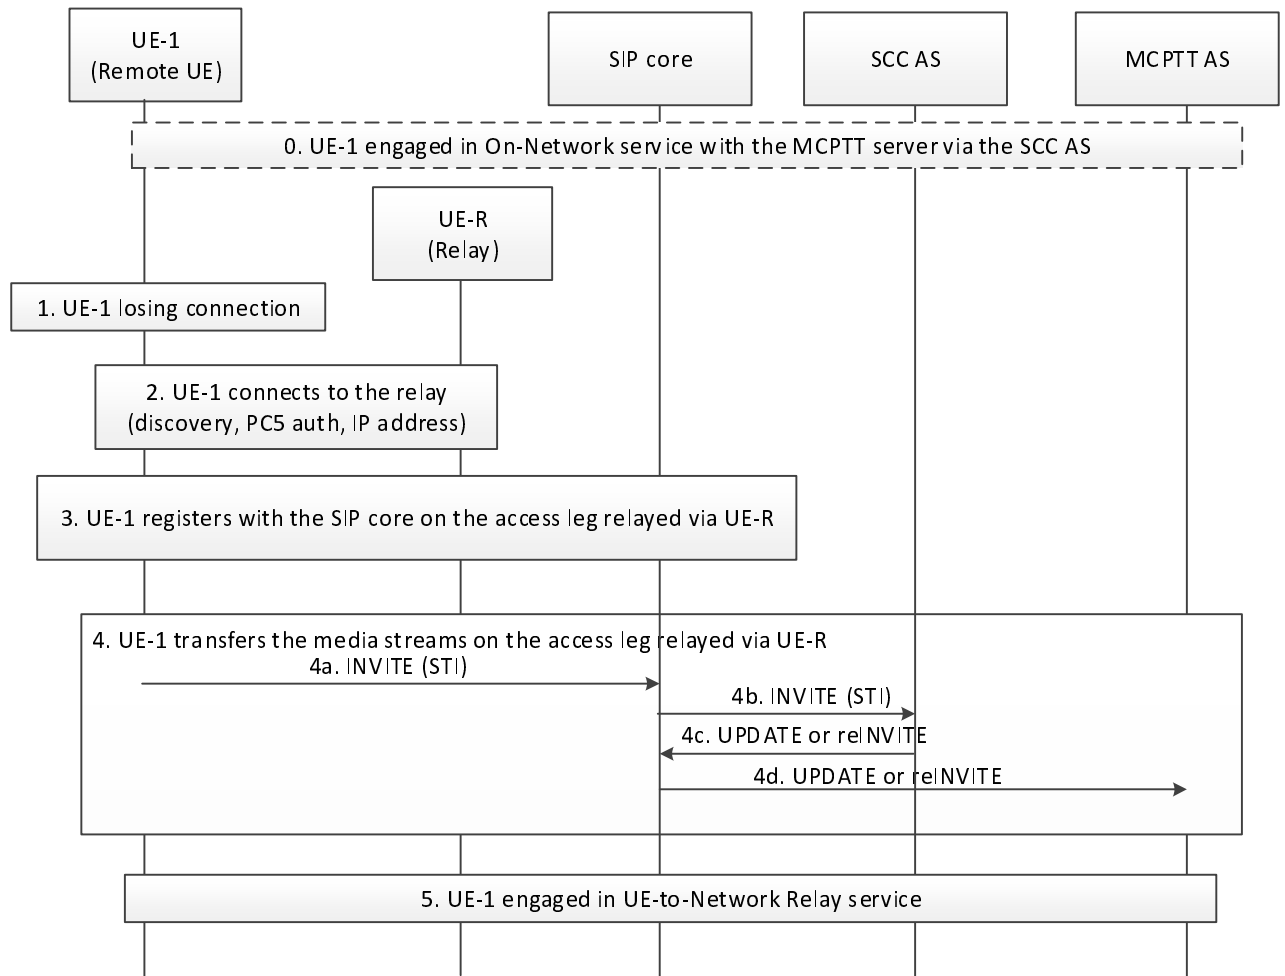 UE-1
(Remote UE)
SIP core
SCC AS
MCPTT AS
0. UE-1 engaged in On-Network service with the MCPTT server via the SCC AS
UE-R
(Relay)
1. UE-1 losing connection
2. UE-1 connects to the relay
(discovery, PC5 auth, IP address)
3. UE-1 registers with the SIP core on the access leg relayed via UE-R
4. UE-1 transfers the media streams on the access leg relayed via UE-R
4a. INVITE (STI)
4b. INVITE (STI)
4c. UPDATE or reINVITE
4d. UPDATE or reINVITE
5. UE-1 engaged in UE-to-Network Relay service